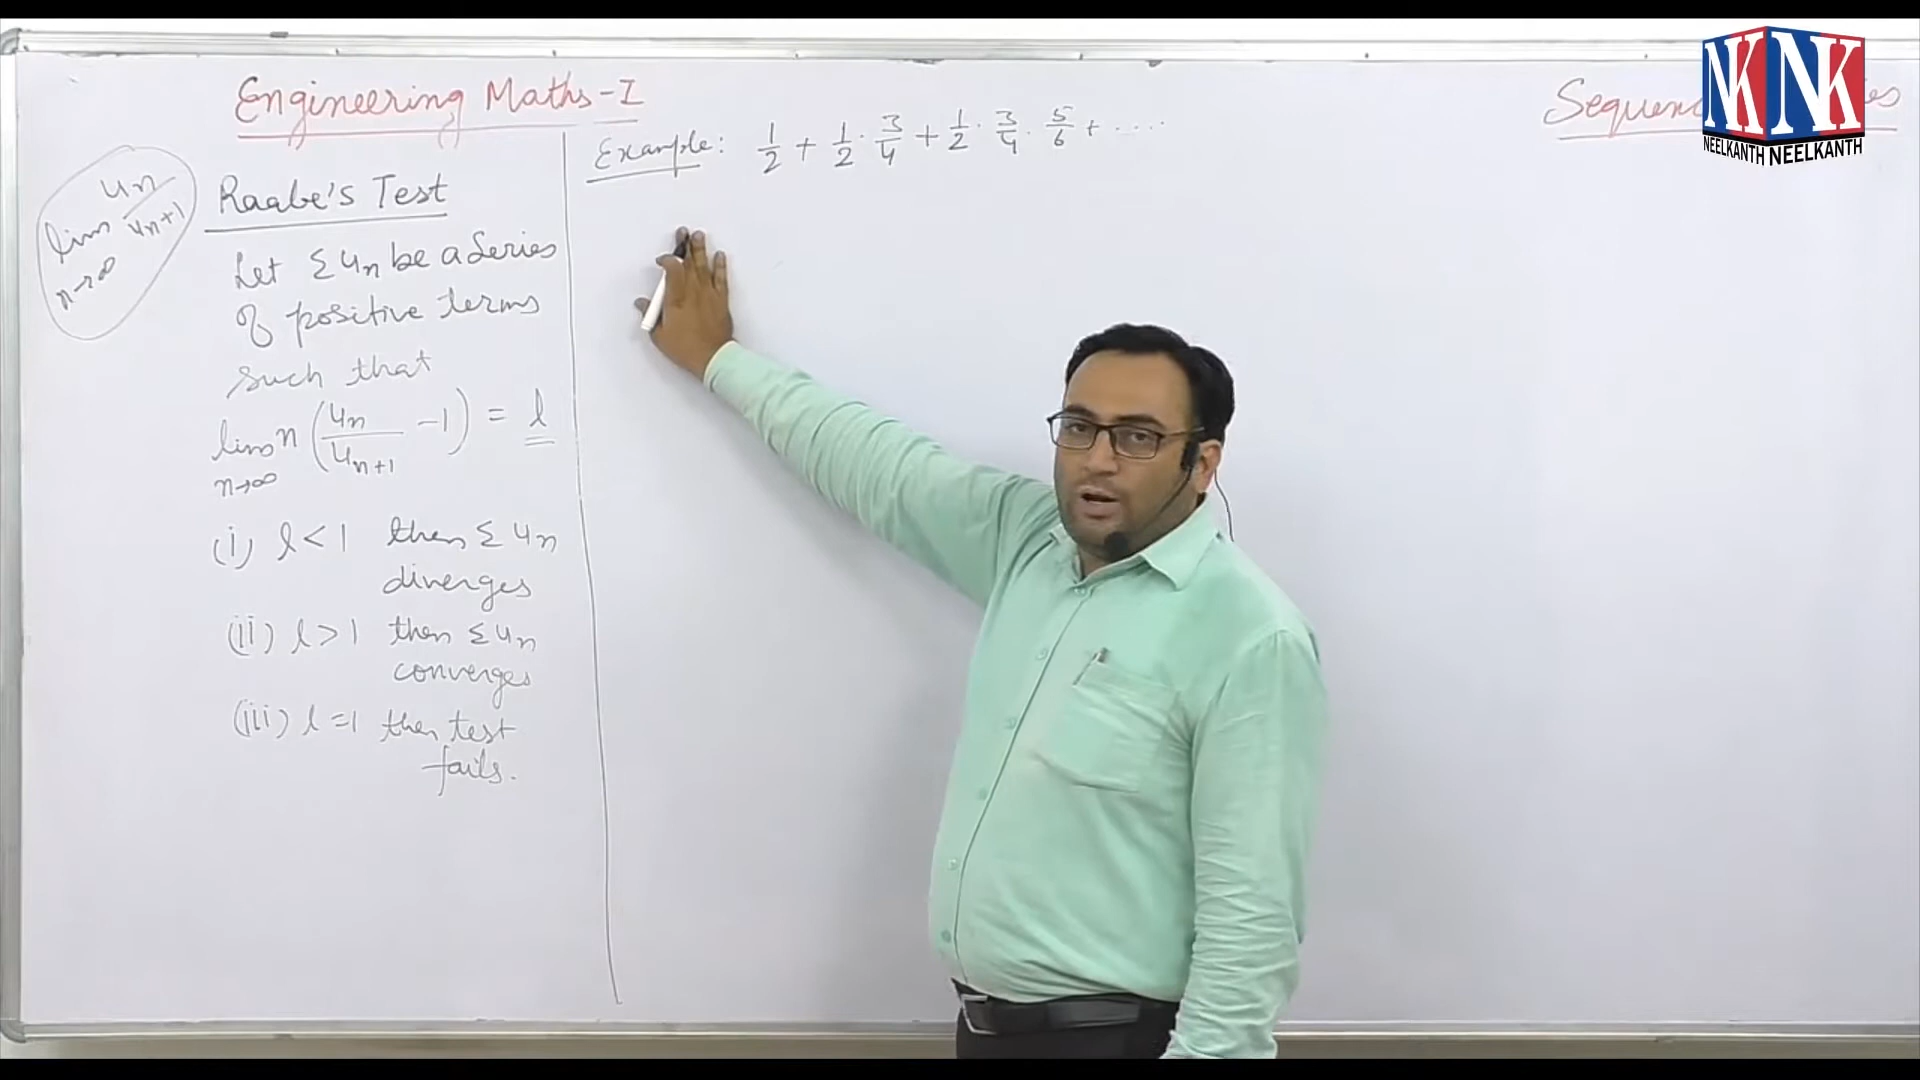 Engineering Maths-I
lim n→∞ un/un+1
Raabe's Test
Let Σun be a series
of positive terms
such that
lim n→∞ n(un/un+1 - 1) = l
(i) l < 1 then Σun
diverges
(ii) l > 1 then Σun
converges
(iii) l = 1 then test
fails.
Example: 1/2 + 1/2 · 3/4 + 1/2 · 3/4 · 5/6 + ....
NK NK
NEELKANTH NEELKANTH